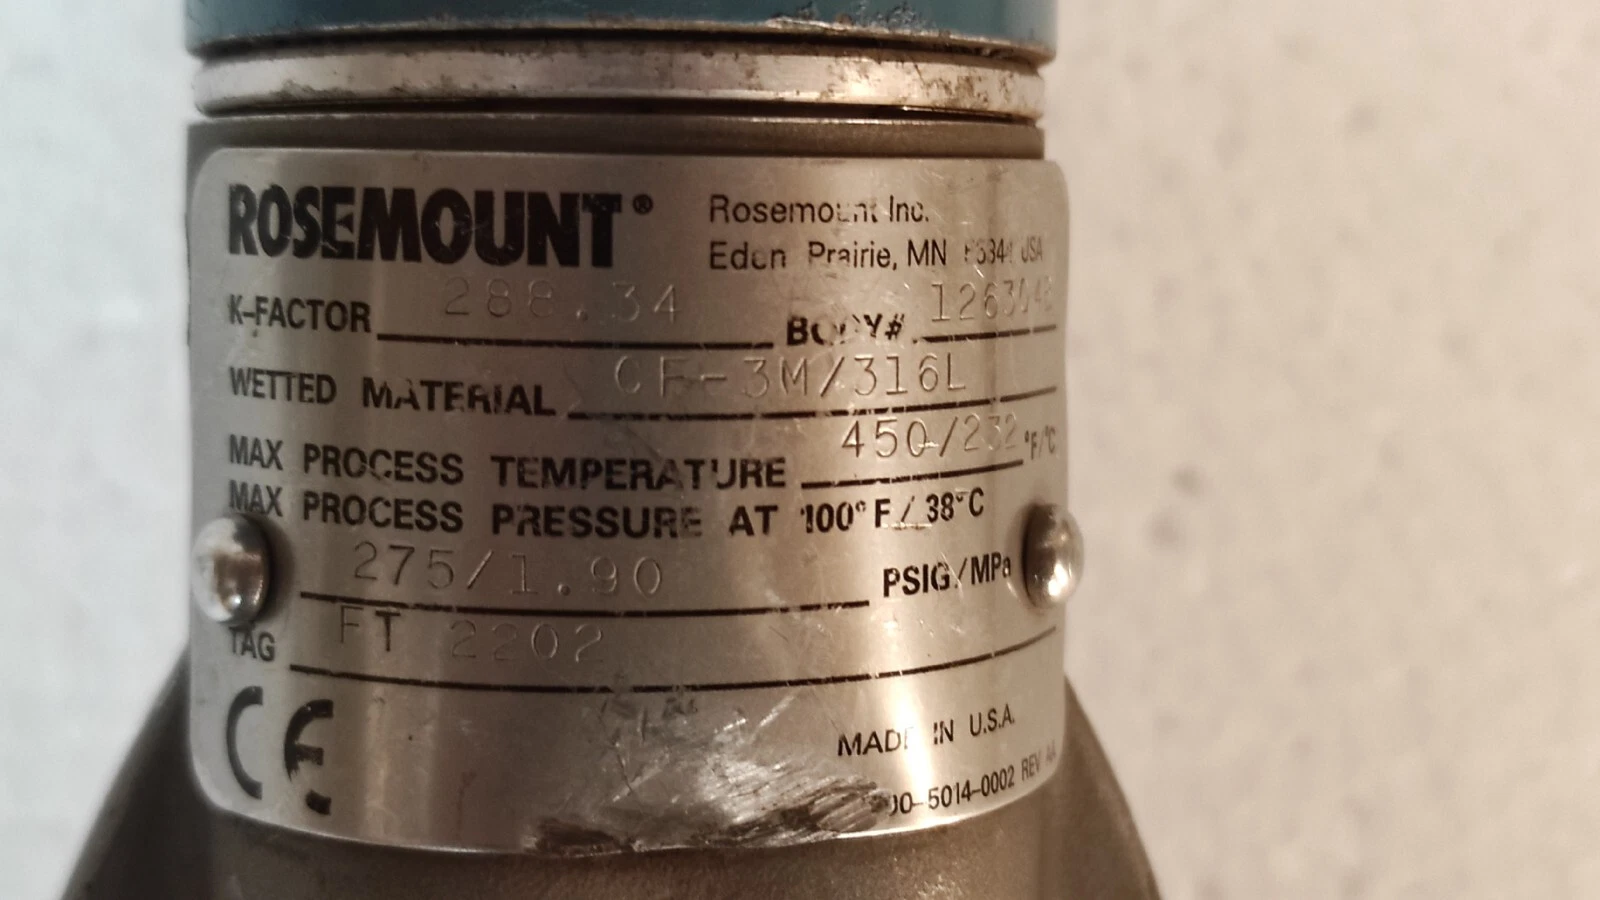 ROSEMOUNT®
Rosemount Inc.
Eden Prairie, MN USA
K-FACTOR 288.34 BODY#
WETTED MATERIAL CF-3M/316L
MAX PROCESS TEMPERATURE 450/232 °F/°C
MAX PROCESS PRESSURE AT 100°F / 38°C
275/1.90 PSIG/MPa
TAG FT 2202
CE
MADE IN U.S.A.
REV AA